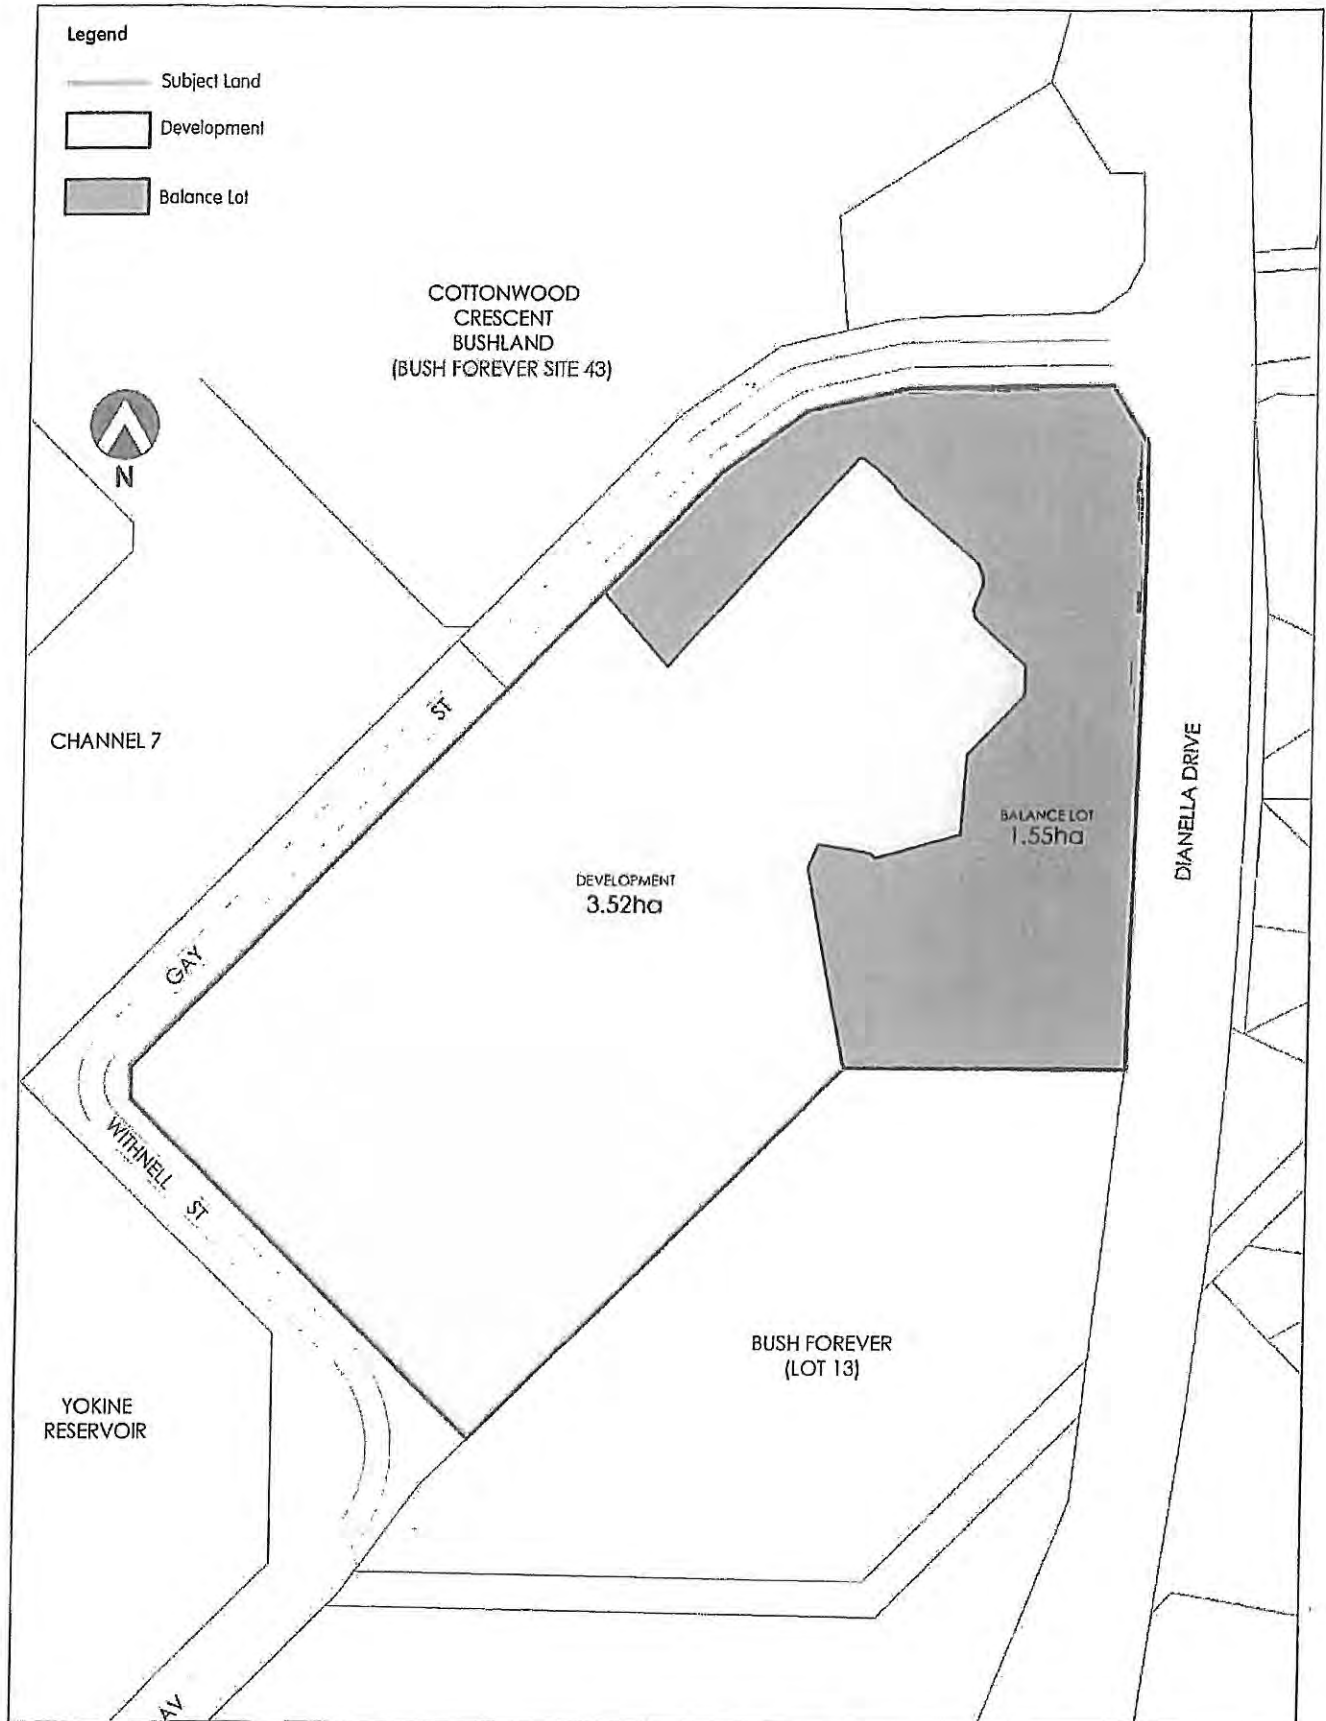 Legend
Subject Land
Development
Balance Lot
COTTONWOOD
CRESCENT
BUSHLAND
(BUSH FOREVER SITE 43)
N
ST
CHANNEL 7
DIANELLA DRIVE
BALANCE LOT
1.55ha
DEVELOPMENT
3.52ha
GAY
WITHNELL ST
BUSH FOREVER
(LOT 13)
YOKINE
RESERVOIR
AV